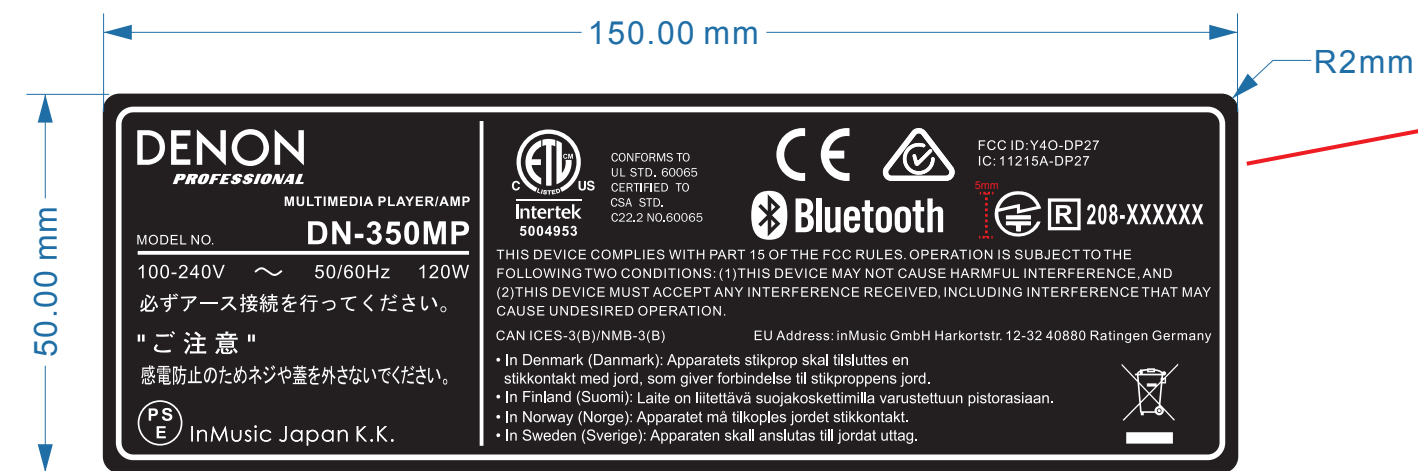 150.00 mm
R2mm
50.00 mm
DENON
PROFESSIONAL
MULTIMEDIA PLAYER/AMP
MODEL NO. DN-350MP
100-240V ～ 50/60Hz 120W
必ずアース接続を行ってください。
"ご注意"
感電防止のためネジや蓋を外さないでください。
PS
E
InMusic Japan K.K.
ETL CM
LISTED
C US
Intertek
5004953
CONFORMS TO
UL STD. 60065
CERTIFIED TO
CSA STD.
C22.2 NO.60065
CE
FCC ID:Y4O-DP27
IC:11215A-DP27
Bluetooth
5mm
R 208-XXXXXX
THIS DEVICE COMPLIES WITH PART 15 OF THE FCC RULES. OPERATION IS SUBJECT TO THE
FOLLOWING TWO CONDITIONS: (1)THIS DEVICE MAY NOT CAUSE HARMFUL INTERFERENCE, AND
(2)THIS DEVICE MUST ACCEPT ANY INTERFERENCE RECEIVED, INCLUDING INTERFERENCE THAT MAY
CAUSE UNDESIRED OPERATION.
CAN ICES-3(B)/NMB-3(B) EU Address: inMusic GmbH Harkortstr. 12-32 40880 Ratingen Germany
• In Denmark (Danmark): Apparatets stikprop skal tilsluttes en
stikkontakt med jord, som giver forbindelse til stikproppens jord.
• In Finland (Suomi): Laite on liitettävä suojakoskettimilla varustettuun pistorasiaan.
• In Norway (Norge): Apparatet må tilkoples jordet stikkontakt.
• In Sweden (Sverige): Apparaten skall anslutas till jordat uttag.